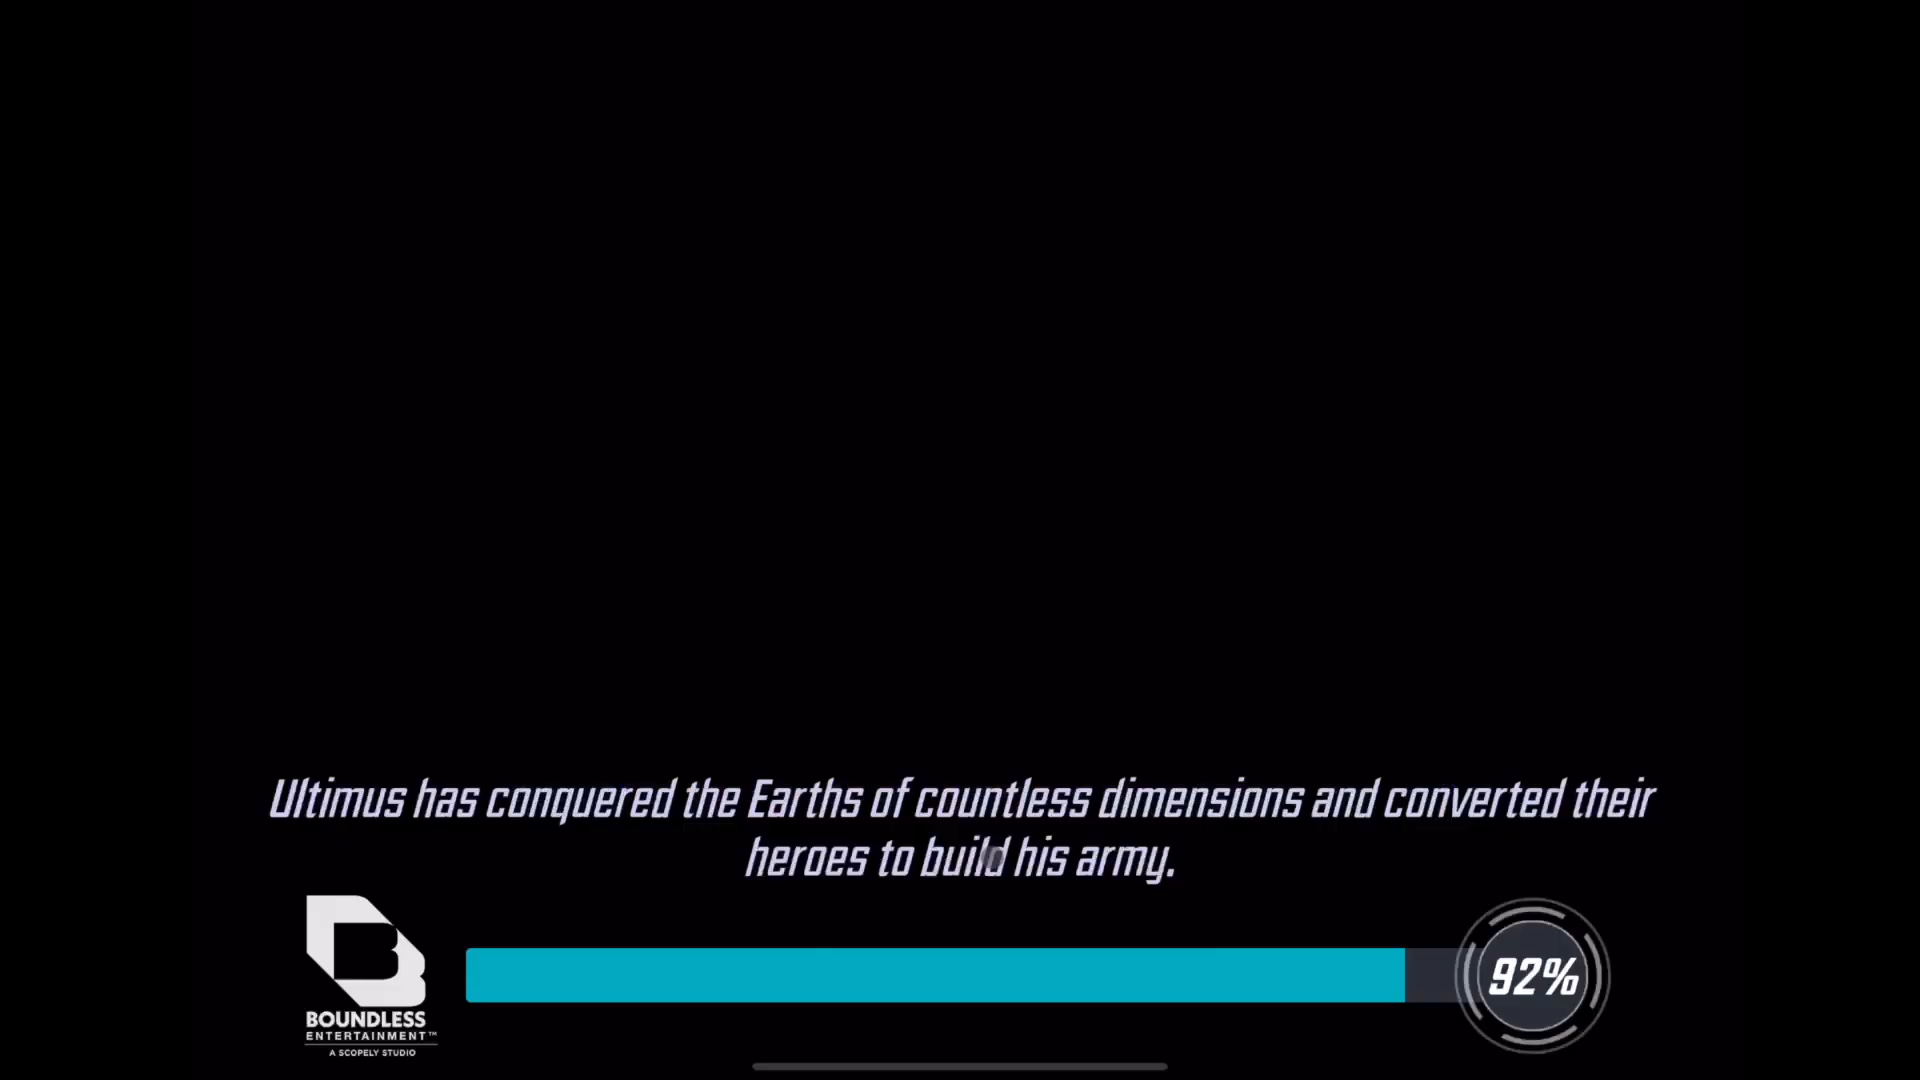 Ultimus has conquered the Earths of countless dimensions and converted their
heroes to build his army.
92%
BOUNDLESS
ENTERTAINMENT™
A SCOPELY STUDIO